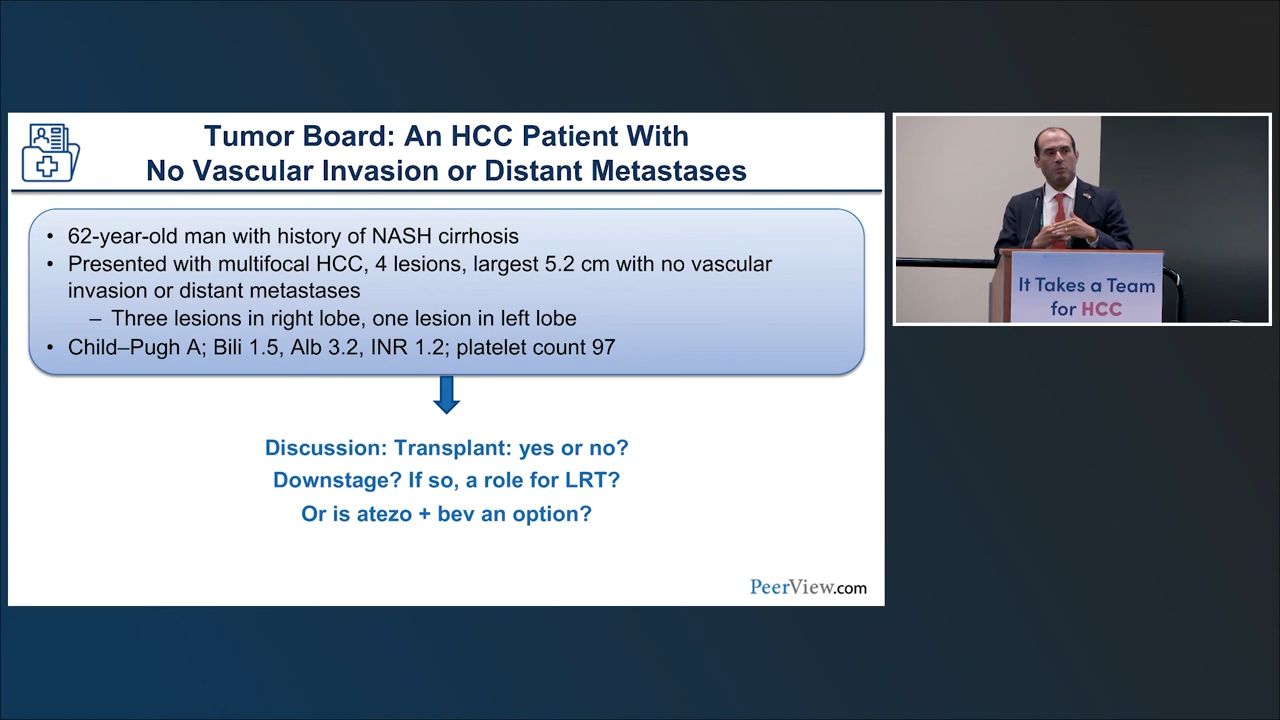 Tumor Board: An HCC Patient With
No Vascular Invasion or Distant Metastases
• 62-year-old man with history of NASH cirrhosis
• Presented with multifocal HCC, 4 lesions, largest 5.2 cm with no vascular
invasion or distant metastases
– Three lesions in right lobe, one lesion in left lobe
• Child–Pugh A; Bili 1.5, Alb 3.2, INR 1.2; platelet count 97
Discussion: Transplant: yes or no?
Downstage? If so, a role for LRT?
Or is atezo + bev an option?
PeerView.com
It Takes a Team
for HCC